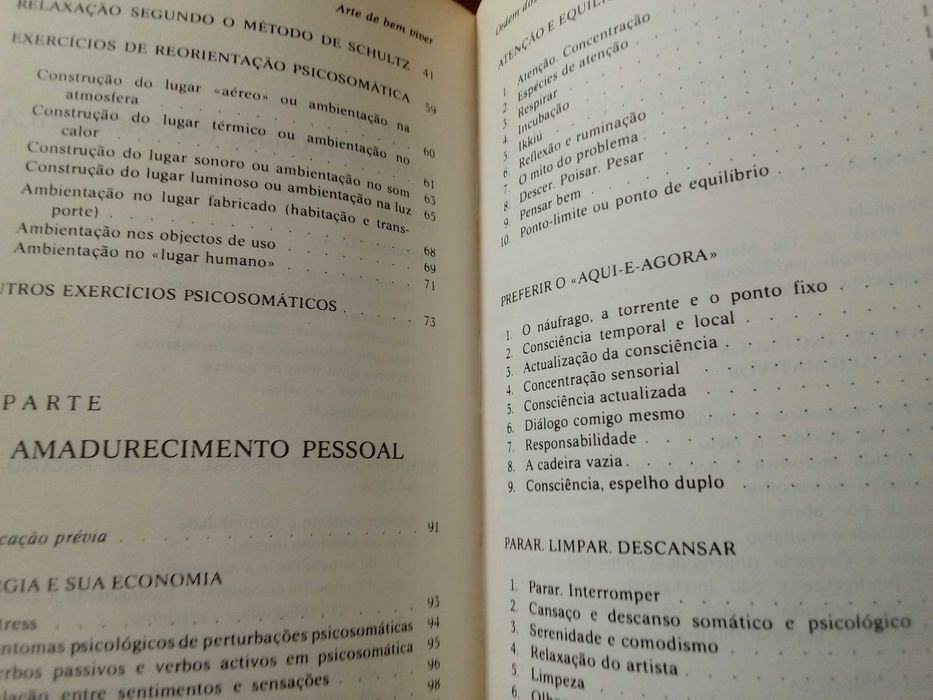 Arte de bem viver
RELAXAÇÃO SEGUNDO O MÉTODO DE SCHULTZ 41
EXERCÍCIOS DE REORIENTAÇÃO PSICOSOMÁTICA 59
Construção do lugar «aéreo» ou ambientação na
atmosfera 60
Construção do lugar térmico ou ambientação no
calor 61
Construção do lugar sonoro ou ambientação no som 63
Construção do lugar luminoso ou ambientação na luz 65
Ambientação no lugar fabricado (habitação e trans-
porte) 68
Ambientação nos objectos de uso 69
Ambientação no «lugar humano» 71
OUTROS EXERCÍCIOS PSICOSOMÁTICOS 73
PARTE
AMADURECIMENTO PESSOAL
prévia 91
E SUA ECONOMIA
93
psicológicos de perturbações psicosomáticas 94
passivos e verbos activos em psicosomática 95
entre sentimentos e sensações 96
98
Ordem dos
ATENÇÃO E
1. Atenção. Concentração
2. Espécies de atenção
3. Respirar
4. Incubação
5. Ikkiú
6. Reflexão e ruminação
7. O mito do problema
8. Descer. Poisar. Pesar
9. Pensar bem
10. Ponto-limite ou ponto de equilíbrio
PREFERIR O «AQUI-E-AGORA»
1. O náufrago, a torrente e o ponto fixo
2. Consciência temporal e local
3. Actualização da consciência
4. Concentração sensorial
5. Consciência actualizada
6. Diálogo comigo mesmo
7. Responsabilidade
8. A cadeira vazia
9. Consciência, espelho duplo
PARAR. LIMPAR. DESCANSAR
1. Parar. Interromper
2. Cansaço e descanso somático e psicológico
3. Serenidade e comodismo
4. Relaxação do artista
5. Limpeza
6.